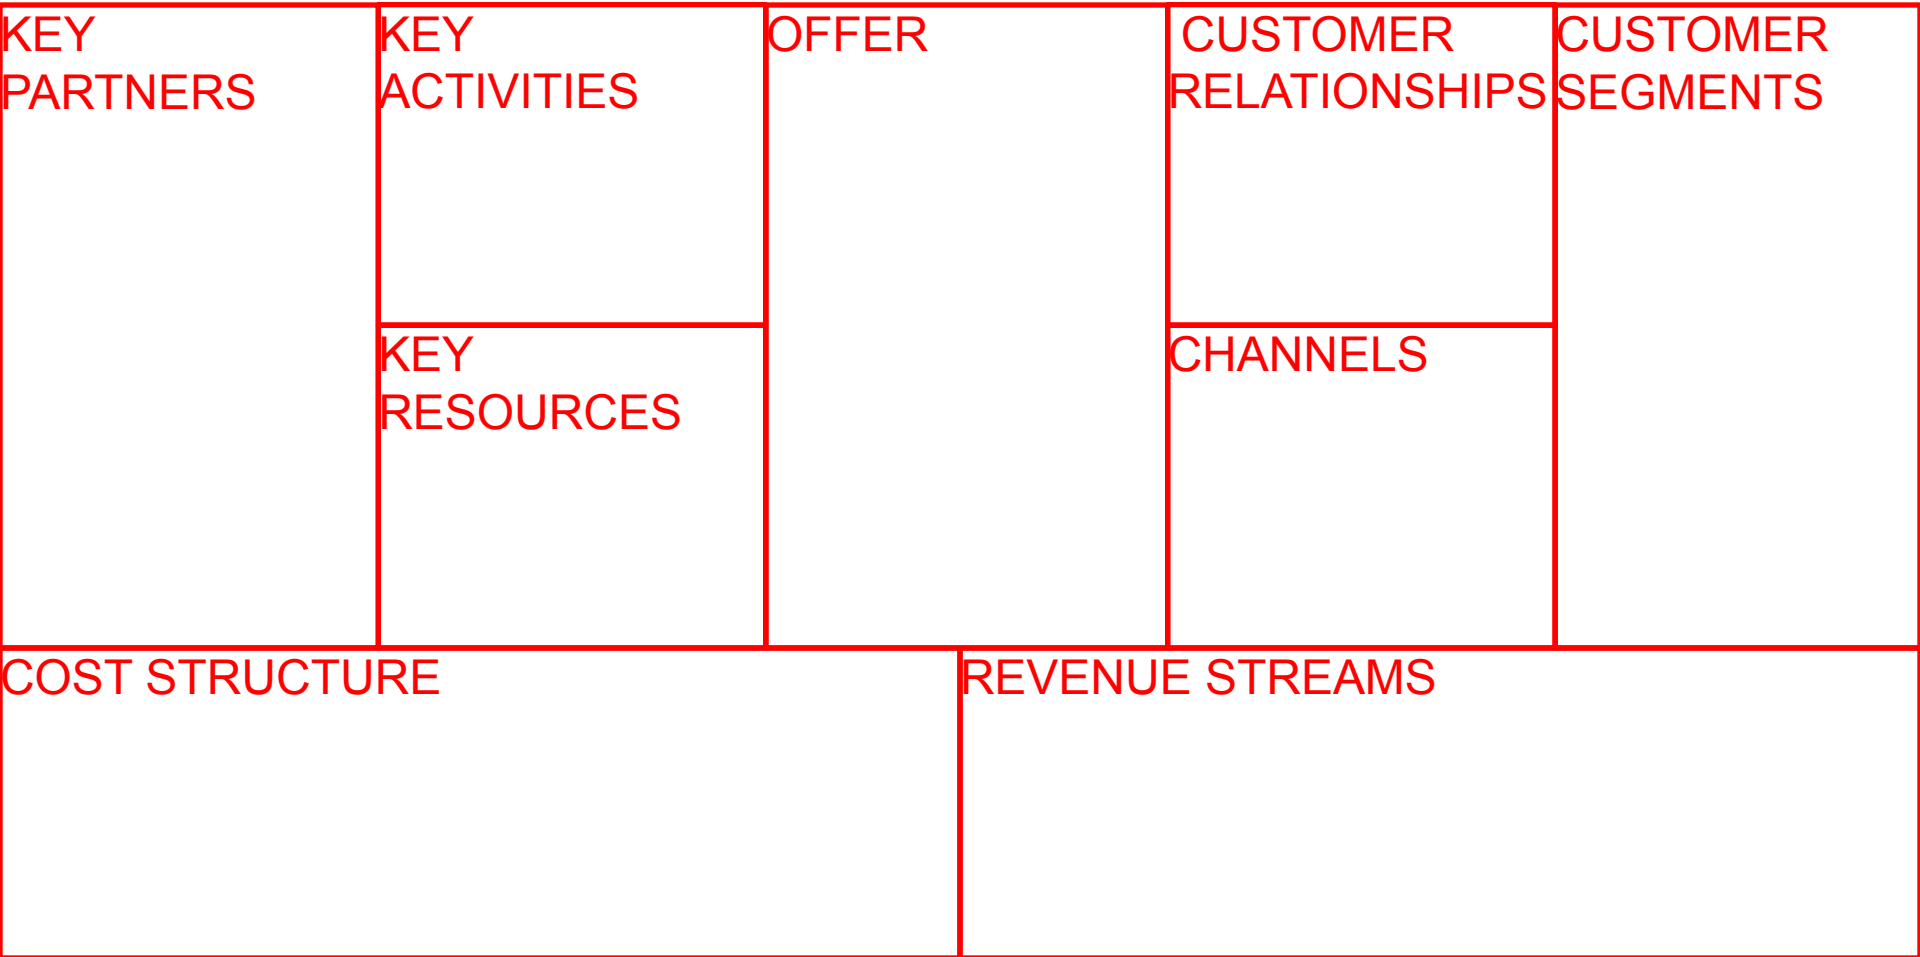 KEY
PARTNERS
KEY
ACTIVITIES
KEY
RESOURCES
OFFER
CUSTOMER
RELATIONSHIPS
CHANNELS
CUSTOMER
SEGMENTS
COST STRUCTURE
REVENUE STREAMS